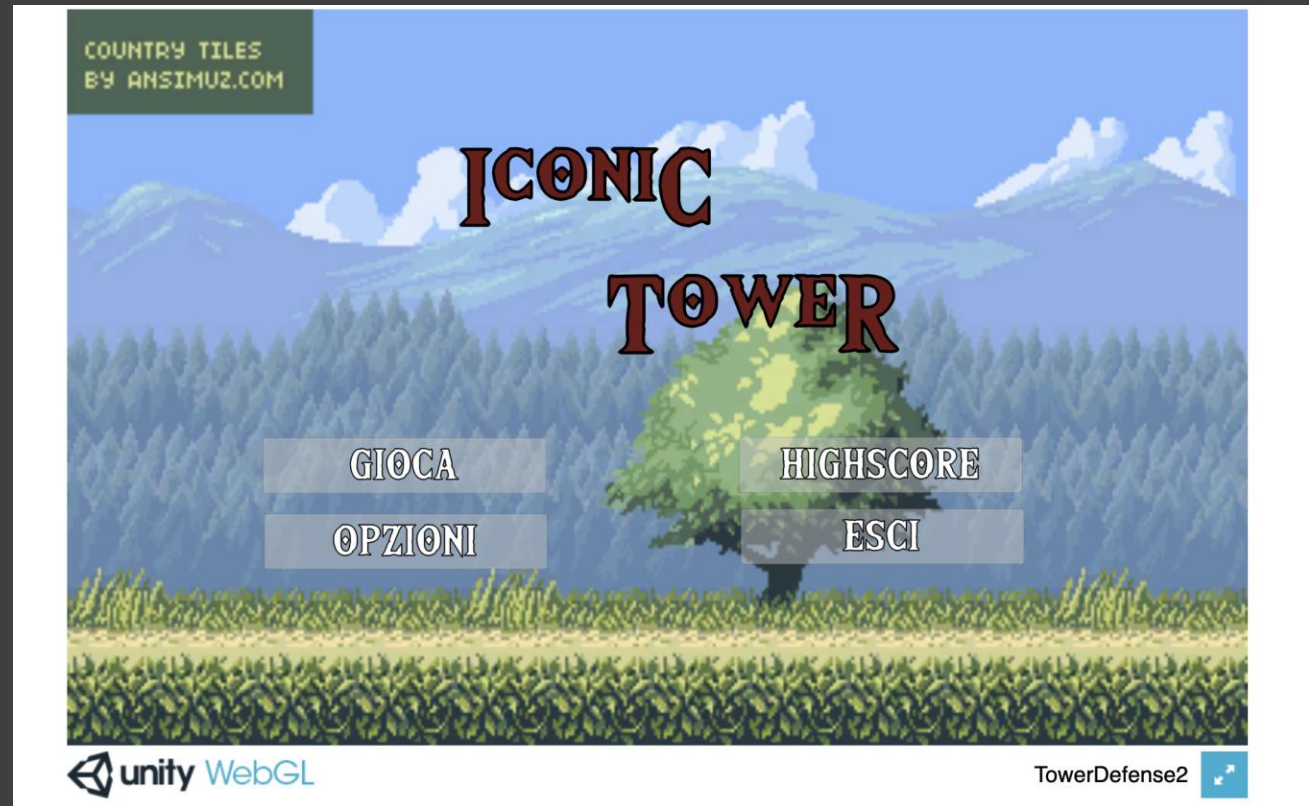 COUNTRY TILES
BY ANSIMUZ.COM
ICONIC
TOWER
GIOCA
HIGHSCORE
OPZIONI
ESCI
unity WebGL
TowerDefense2